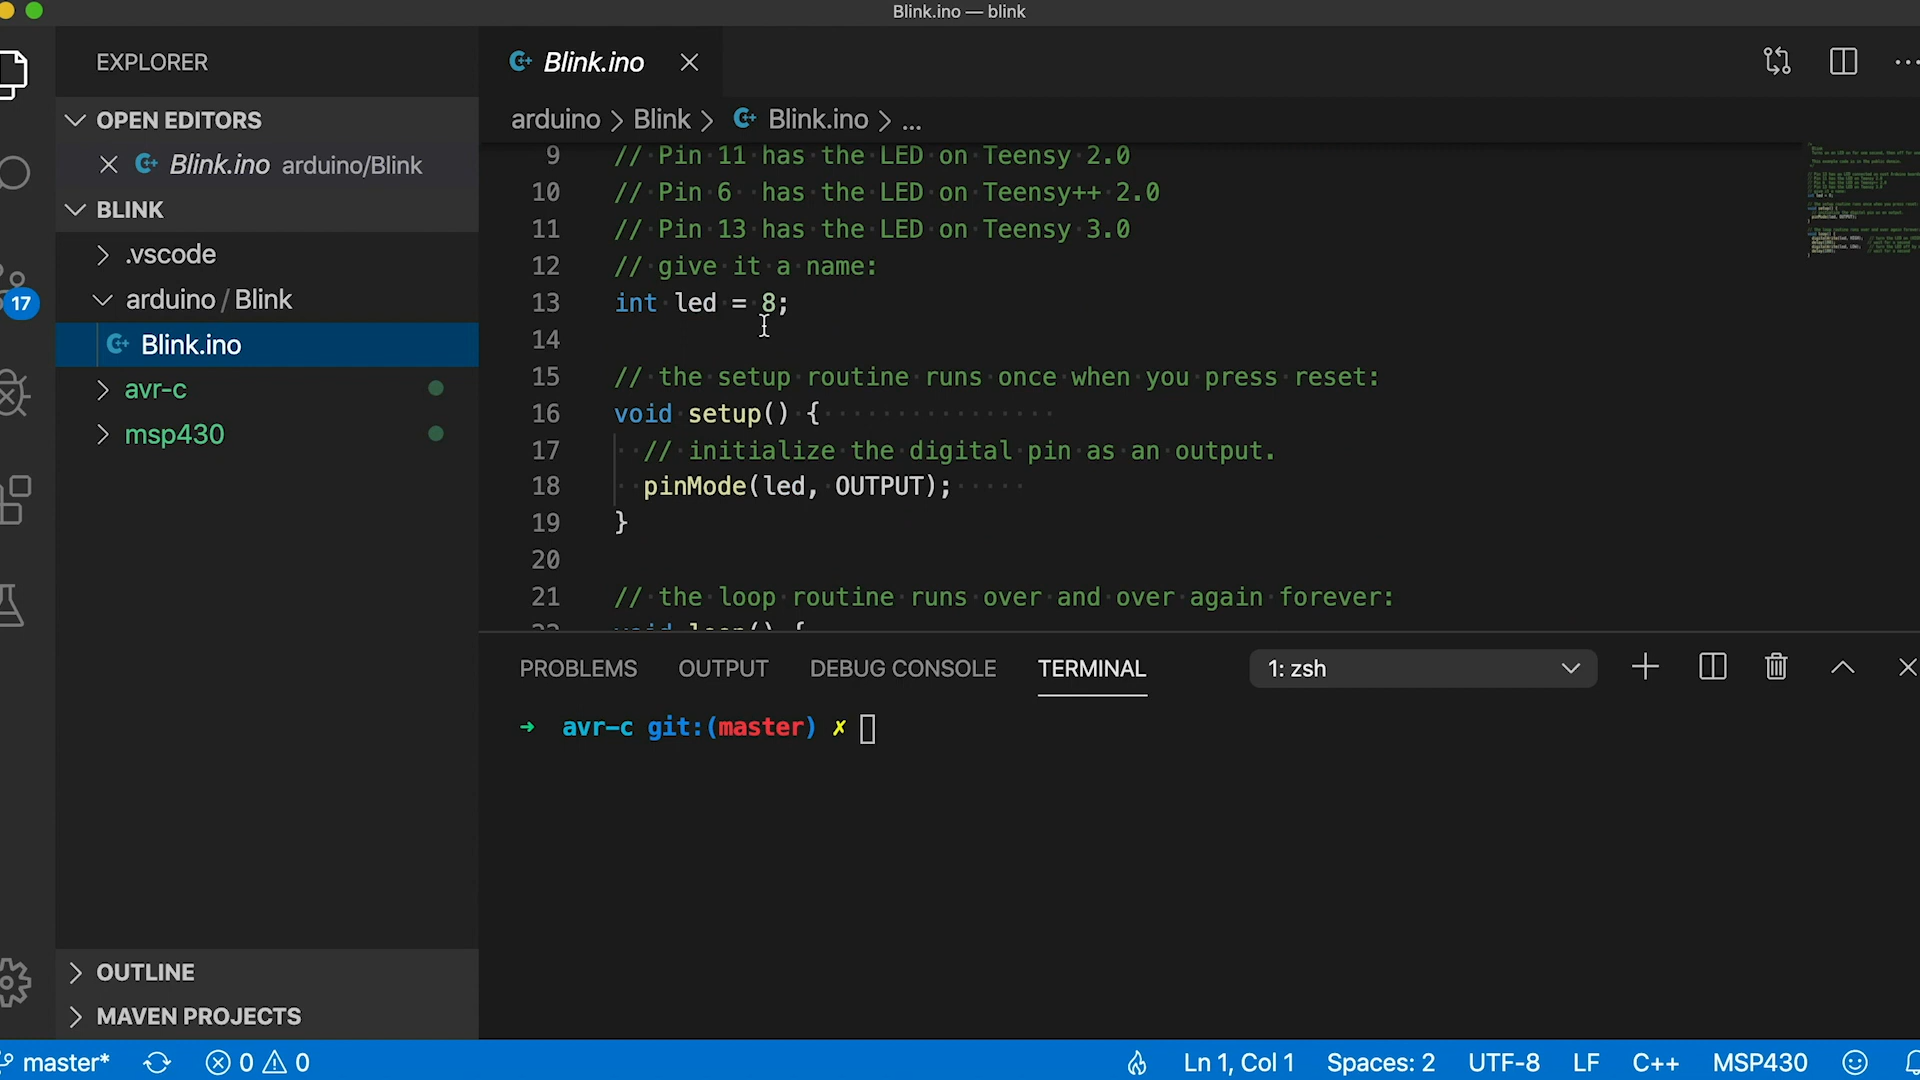 Blink.ino — blink
EXPLORER
OPEN EDITORS
Blink.ino arduino/Blink
BLINK
.vscode
arduino / Blink
Blink.ino
avr-c
msp430
OUTLINE
MAVEN PROJECTS
17
Blink.ino
arduino > Blink > Blink.ino > ...
9 // Pin 11 has the LED on Teensy 2.0
10 // Pin 6  has the LED on Teensy++ 2.0
11 // Pin 13 has the LED on Teensy 3.0
12 // give it a name:
13 int led = 8;
14
15 // the setup routine runs once when you press reset:
16 void setup() {
17 // initialize the digital pin as an output.
18 pinMode(led, OUTPUT);
19 }
20
21 // the loop routine runs over and over again forever:
22 void loop() {
PROBLEMS OUTPUT DEBUG CONSOLE TERMINAL 1: zsh
➜ avr-c git:(master) ✗
master* 0 0 Ln 1, Col 1 Spaces: 2 UTF-8 LF C++ MSP430